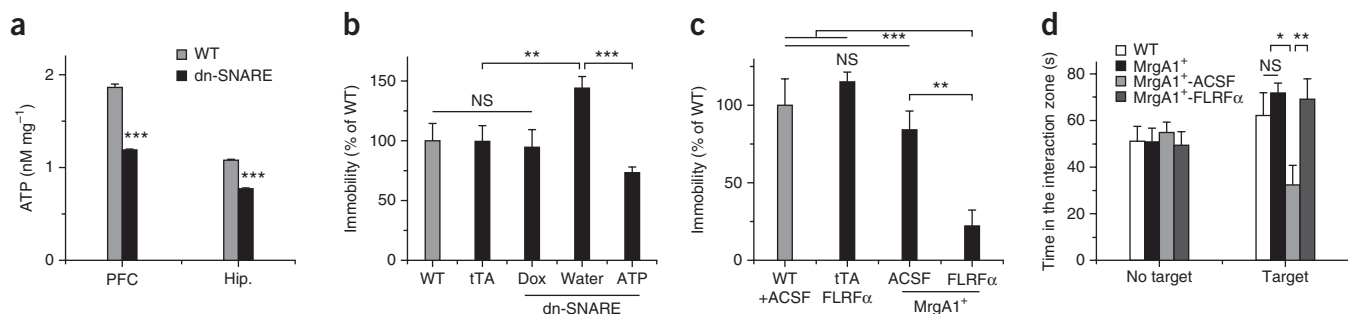 a
WT
dn-SNARE
2
1
0
ATP (nM mg⁻¹)
***
***
PFC
Hip.
b
150
100
50
0
Immobility (% of WT)
NS
**
***
WT
tTA
Dox
Water
ATP
dn-SNARE
c
100
50
0
Immobility (% of WT)
***
NS
**
WT
+ACSF
tTA
FLRFα
ACSF
FLRFα
MrgA1⁺
d
WT
MrgA1⁺
MrgA1⁺-ACSF
MrgA1⁺-FLRFα
80
60
40
20
0
Time in the interaction zone (s)
NS
*
**
No target
Target